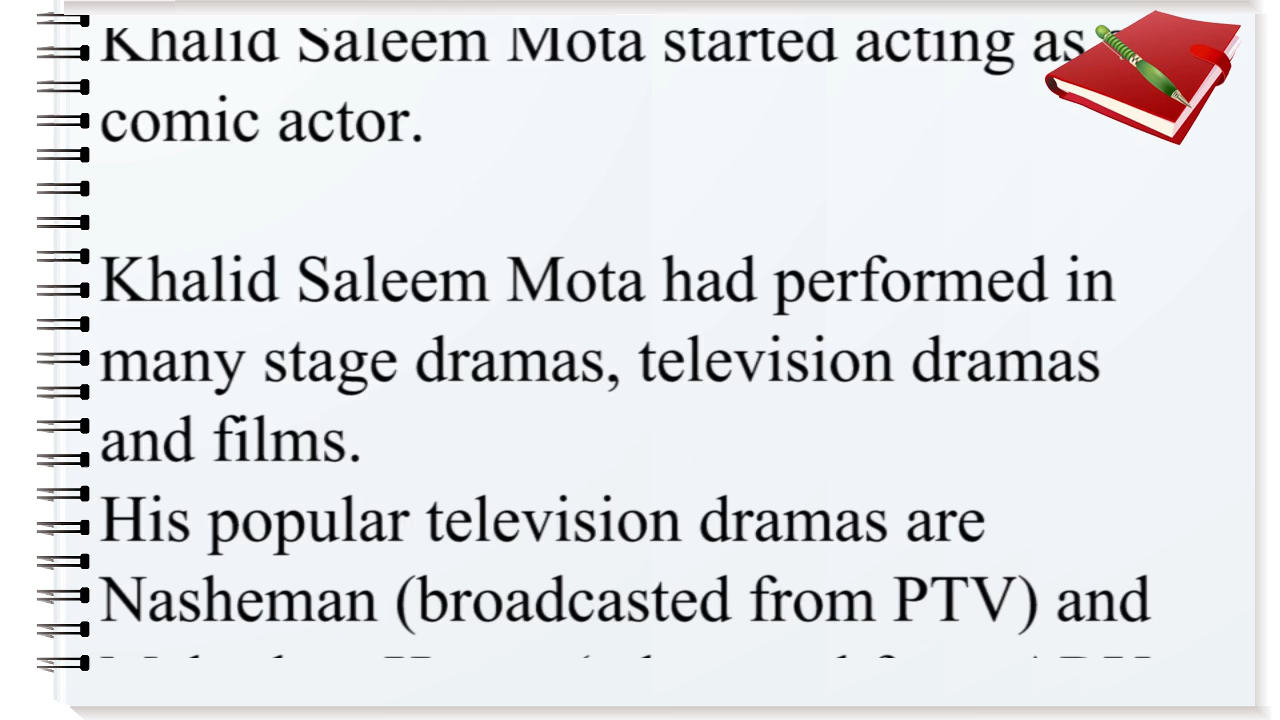 Khalid Saleem Mota started acting as
comic actor.
Khalid Saleem Mota had performed in
many stage dramas, television dramas
and films.
His popular television dramas are
Nasheman (broadcasted from PTV) and